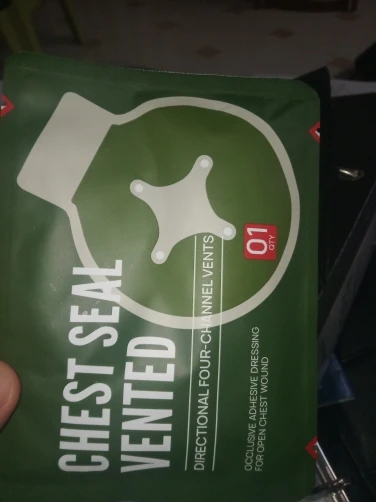 CHEST SEAL
VENTED
DIRECTIONAL FOUR-CHANNEL VENTS
OCCLUSIVE ADHESIVE DRESSING
FOR OPEN CHEST WOUND
01
QTY